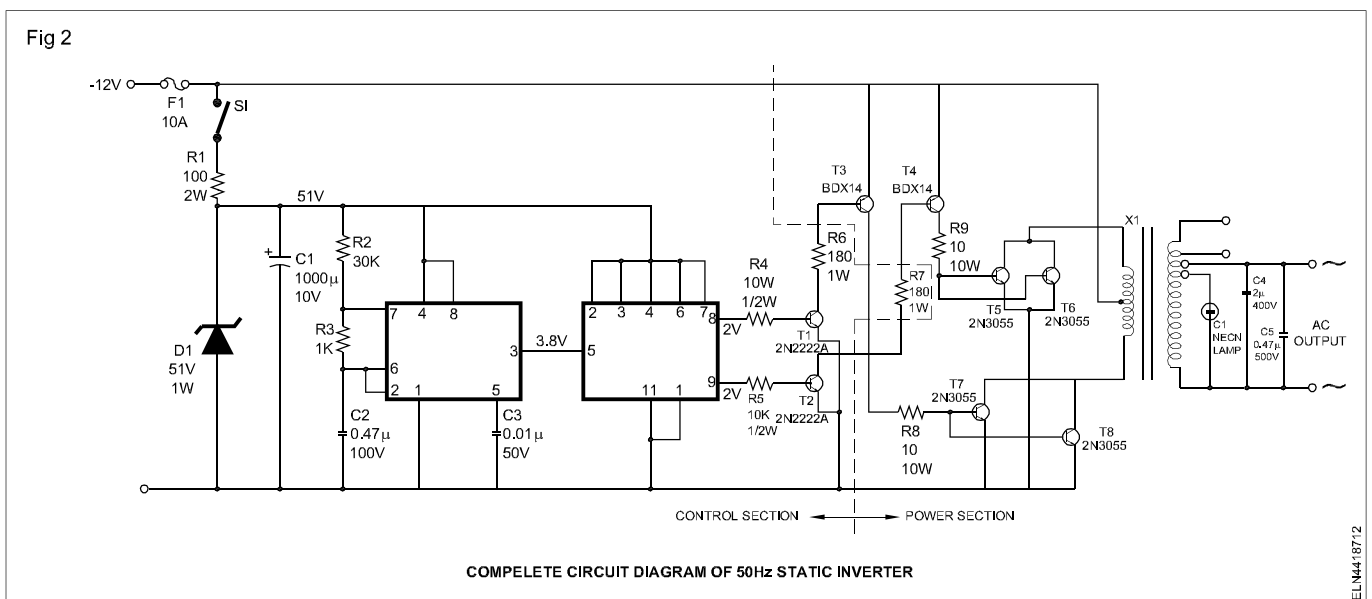 Fig 2
-12V
F1
10A
SI
R1
100
2W
51V
D1
51V
1W
C1
1000µ
10V
+
R2
30K
R3
1K
C2
0.47µ
100V
7
4
8
6
2
1
5
3
3.8V
C3
0.01µ
50V
2
3
4
6
7
5
8
9
11
1
2V
2V
R4
10W
1/2W
R5
10K
1/2W
T1
2N2222A
T2
2N2222A
R6
180
1W
T3
BDX14
T4
BDX14
R7
180
1W
R9
10
10W
T5
2N3055
T6
2N3055
T7
2N3055
R8
10
10W
T8
2N3055
X1
C1
NECN
LAMP
C4
2µ
400V
C5
0.47µ
500V
AC
OUTPUT
CONTROL SECTION
POWER SECTION
COMPELETE CIRCUIT DIAGRAM OF 50Hz STATIC INVERTER
ELN4418712